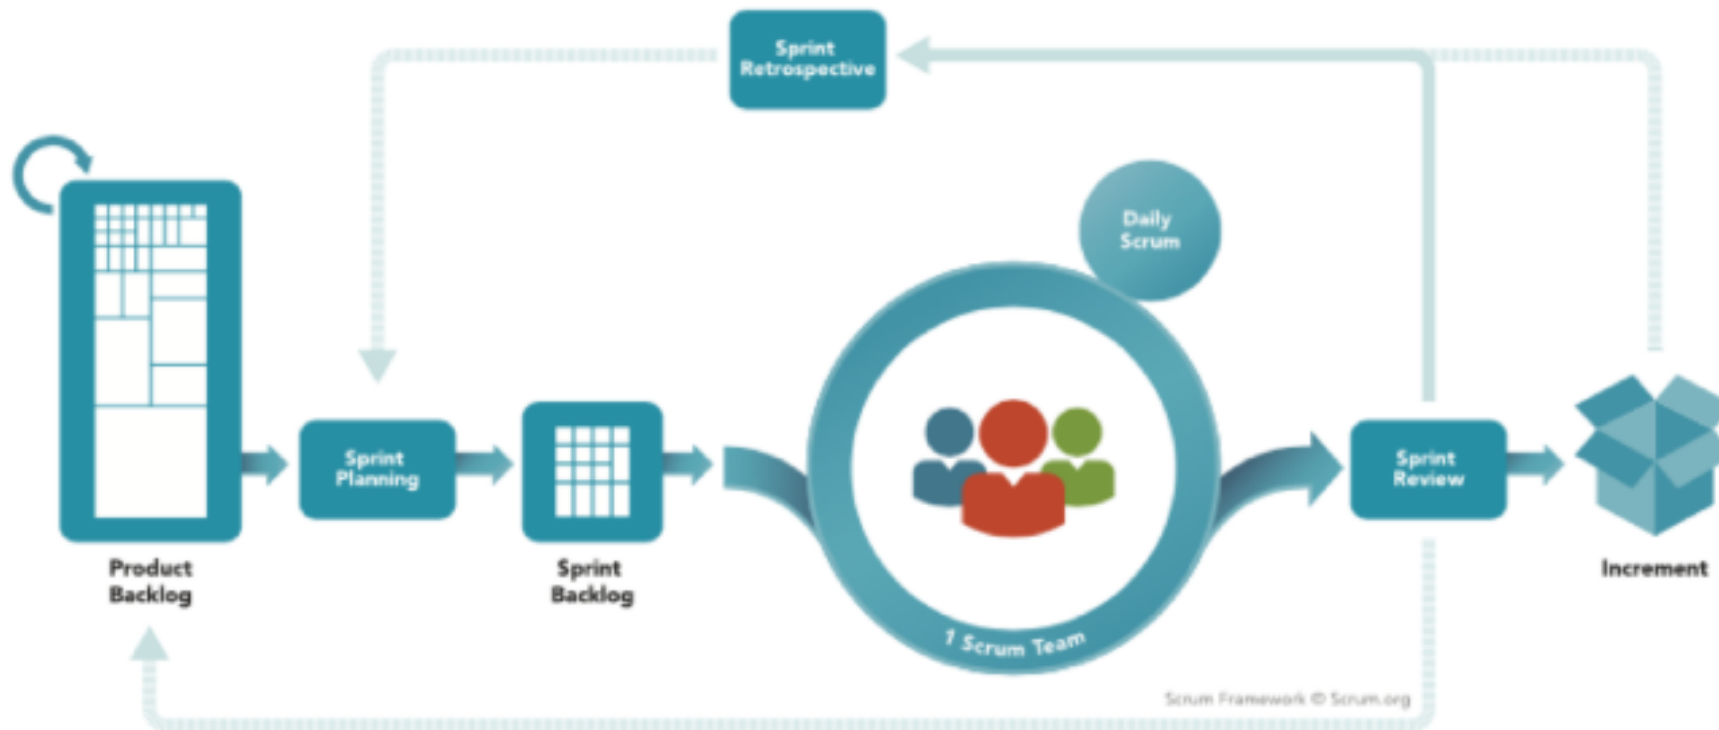 Sprint
Retrospective
Daily
Scrum
Sprint
Planning
Sprint
Review
Product
Backlog
Sprint
Backlog
Increment
1 Scrum Team
Scrum Framework © Scrum.org